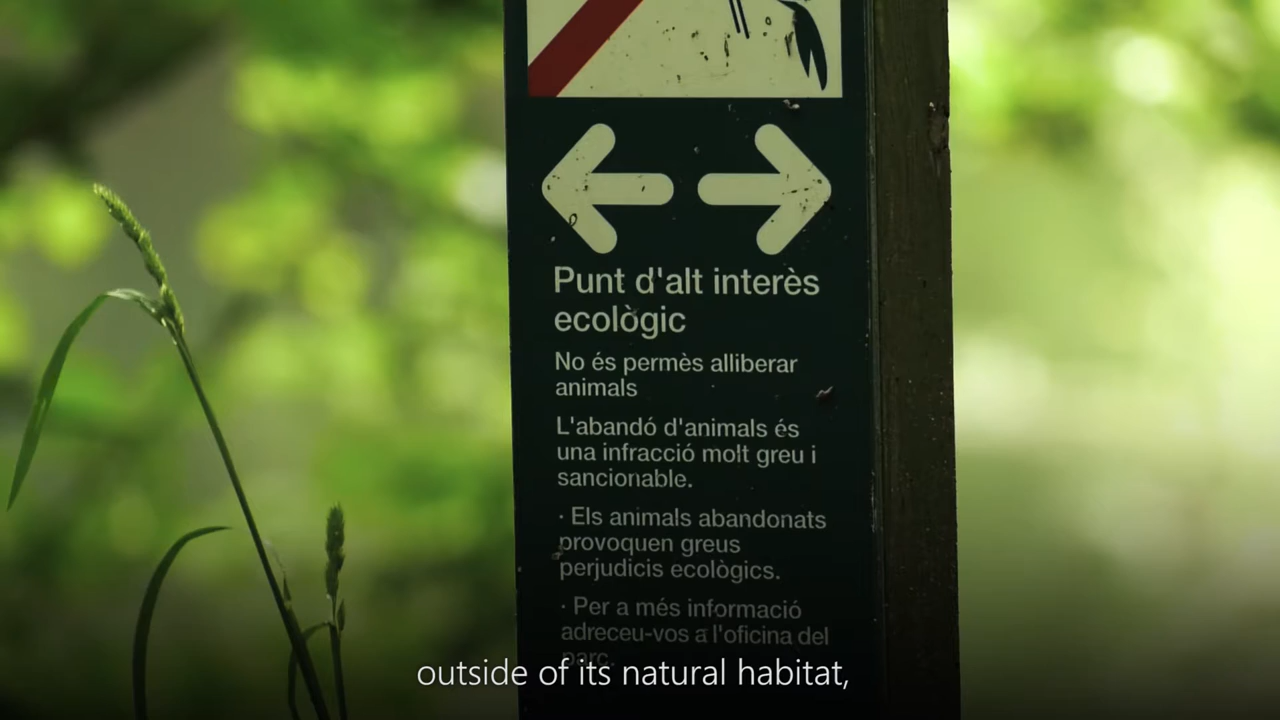 Punt d'alt interès
ecològic
No és permès alliberar
animals
L'abandó d'animals és
una infracció molt greu i
sancionable.
· Els animals abandonats
provoquen greus
perjudicis ecològics.
· Per a més informació
adreceu-vos a l'oficina del
parc.
outside of its natural habitat,